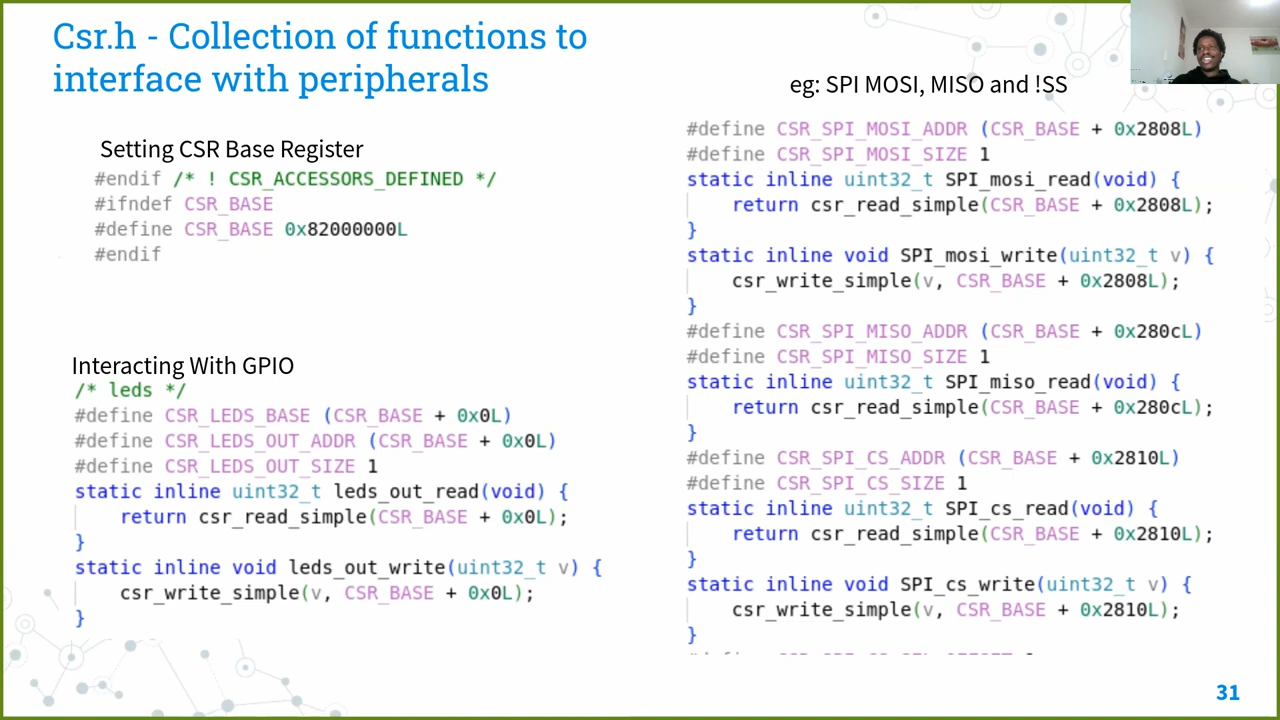 Csr.h - Collection of functions to
interface with peripherals
Setting CSR Base Register
#endif /* ! CSR_ACCESSORS_DEFINED */
#ifndef CSR_BASE
#define CSR_BASE 0x82000000L
#endif
Interacting With GPIO
/* leds */
#define CSR_LEDS_BASE (CSR_BASE + 0x0L)
#define CSR_LEDS_OUT_ADDR (CSR_BASE + 0x0L)
#define CSR_LEDS_OUT_SIZE 1
static inline uint32_t leds_out_read(void) {
return csr_read_simple(CSR_BASE + 0x0L);
}
static inline void leds_out_write(uint32_t v) {
csr_write_simple(v, CSR_BASE + 0x0L);
}
eg: SPI MOSI, MISO and !SS
#define CSR_SPI_MOSI_ADDR (CSR_BASE + 0x2808L)
#define CSR_SPI_MOSI_SIZE 1
static inline uint32_t SPI_mosi_read(void) {
return csr_read_simple(CSR_BASE + 0x2808L);
}
static inline void SPI_mosi_write(uint32_t v) {
csr_write_simple(v, CSR_BASE + 0x2808L);
}
#define CSR_SPI_MISO_ADDR (CSR_BASE + 0x280cL)
#define CSR_SPI_MISO_SIZE 1
static inline uint32_t SPI_miso_read(void) {
return csr_read_simple(CSR_BASE + 0x280cL);
}
#define CSR_SPI_CS_ADDR (CSR_BASE + 0x2810L)
#define CSR_SPI_CS_SIZE 1
static inline uint32_t SPI_cs_read(void) {
return csr_read_simple(CSR_BASE + 0x2810L);
}
static inline void SPI_cs_write(uint32_t v) {
csr_write_simple(v, CSR_BASE + 0x2810L);
}
31